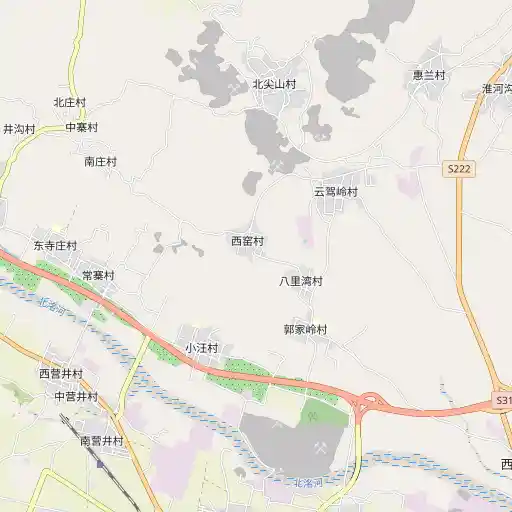 北尖山村
惠兰村
淮河沟
北庄村
中寨村
井沟村
南庄村
S222
云驾岭村
西窑村
东寺庄村
常寨村
八里湾村
北洺河
郭家岭村
小汪村
西营井村
中营井村
S31
南营井村
西
北洺河